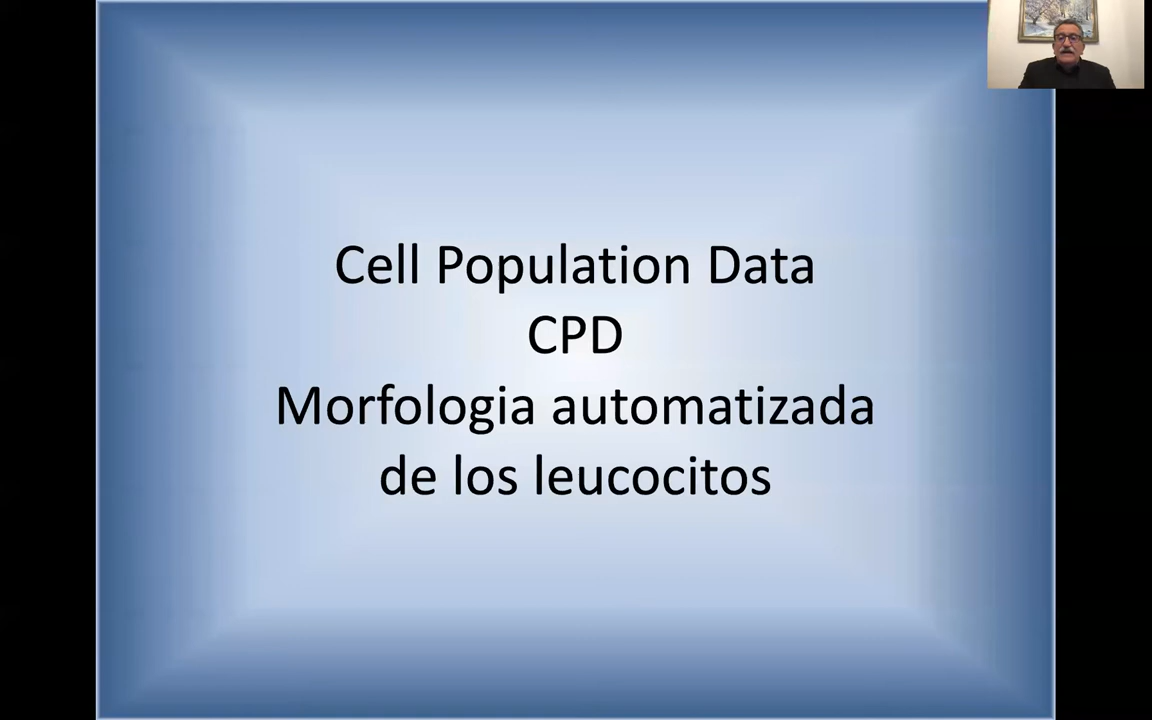 Cell Population Data
CPD
Morfologia automatizada
de los leucocitos